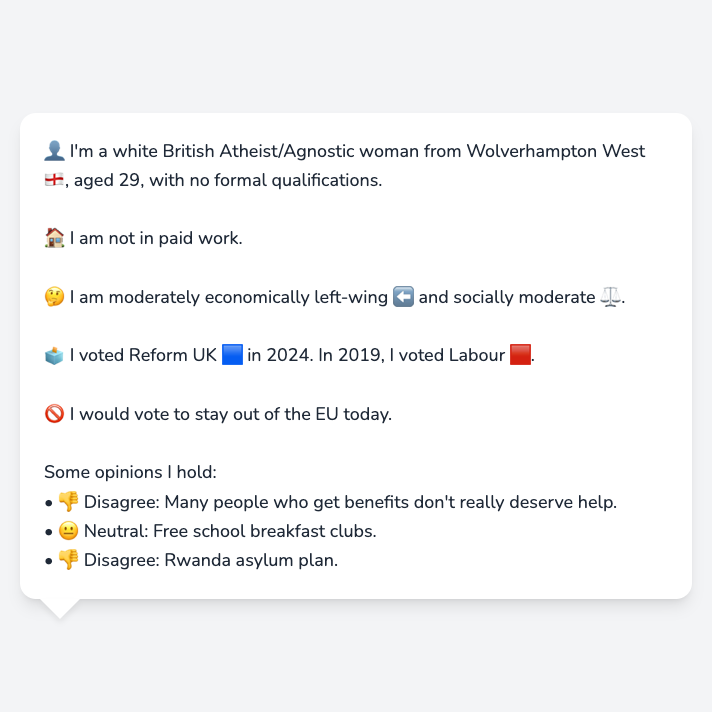 👤 I'm a white British Atheist/Agnostic woman from Wolverhampton West
🏴󠁧󠁢󠁥󠁮󠁧󠁿, aged 29, with no formal qualifications.
🏠 I am not in paid work.
🤔 I am moderately economically left-wing ⬅️ and socially moderate ⚖️.
🗳️ I voted Reform UK 🟦 in 2024. In 2019, I voted Labour 🟥.
🚫 I would vote to stay out of the EU today.
Some opinions I hold:
• 👎 Disagree: Many people who get benefits don't really deserve help.
• 😐 Neutral: Free school breakfast clubs.
• 👎 Disagree: Rwanda asylum plan.